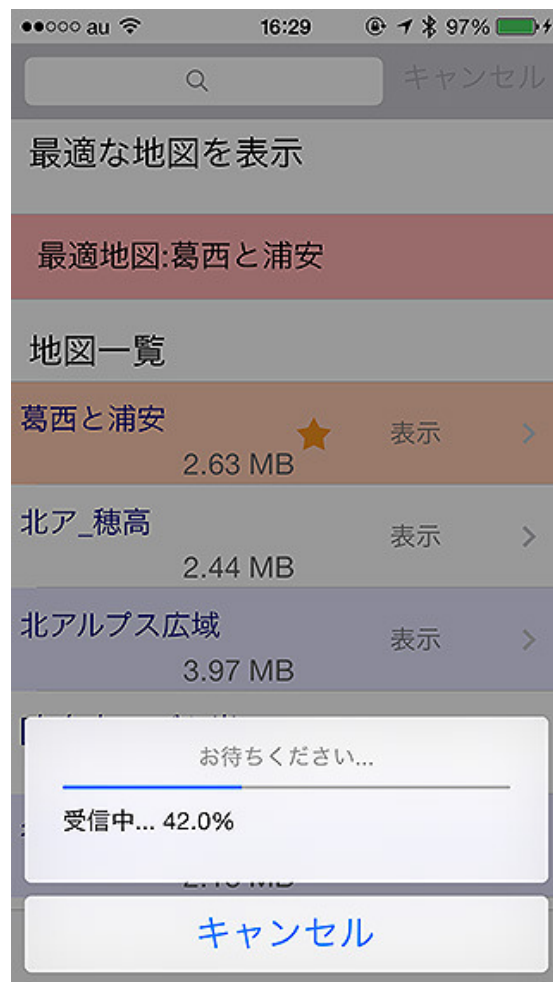 au 16:29 97%
キャンセル
最適な地図を表示
最適地図:葛西と浦安
地図一覧
葛西と浦安
表示
2.63 MB
北ア_穂高
表示
2.44 MB
北アルプス広域
表示
3.97 MB
お待ちください...
受信中... 42.0%
キャンセル